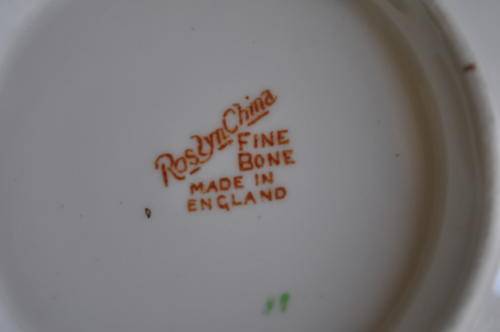 Roslyn China
FINE
BONE
MADE IN
ENGLAND